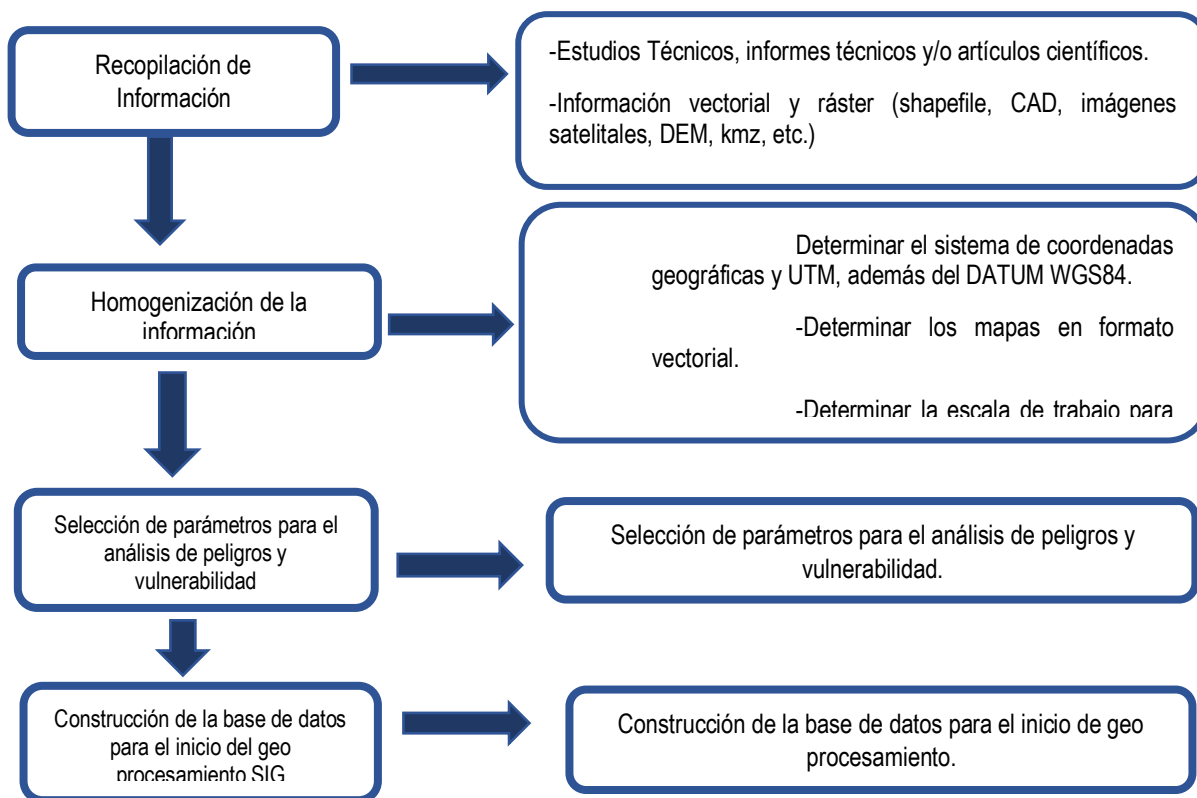 Recopilación de
Información
-Estudios Técnicos, informes técnicos y/o artículos científicos.
-Información vectorial y ráster (shapefile, CAD, imágenes
satelitales, DEM, kmz, etc.)
Homogenización de la
información
Determinar el sistema de coordenadas
geográficas y UTM, además del DATUM WGS84.
-Determinar los mapas en formato
vectorial.
-Determinar la escala de trabajo para
Selección de parámetros para el
análisis de peligros y
vulnerabilidad
Selección de parámetros para el análisis de peligros y
vulnerabilidad.
Construcción de la base de datos
para el inicio del geo
procesamiento SIG
Construcción de la base de datos para el inicio de geo
procesamiento.